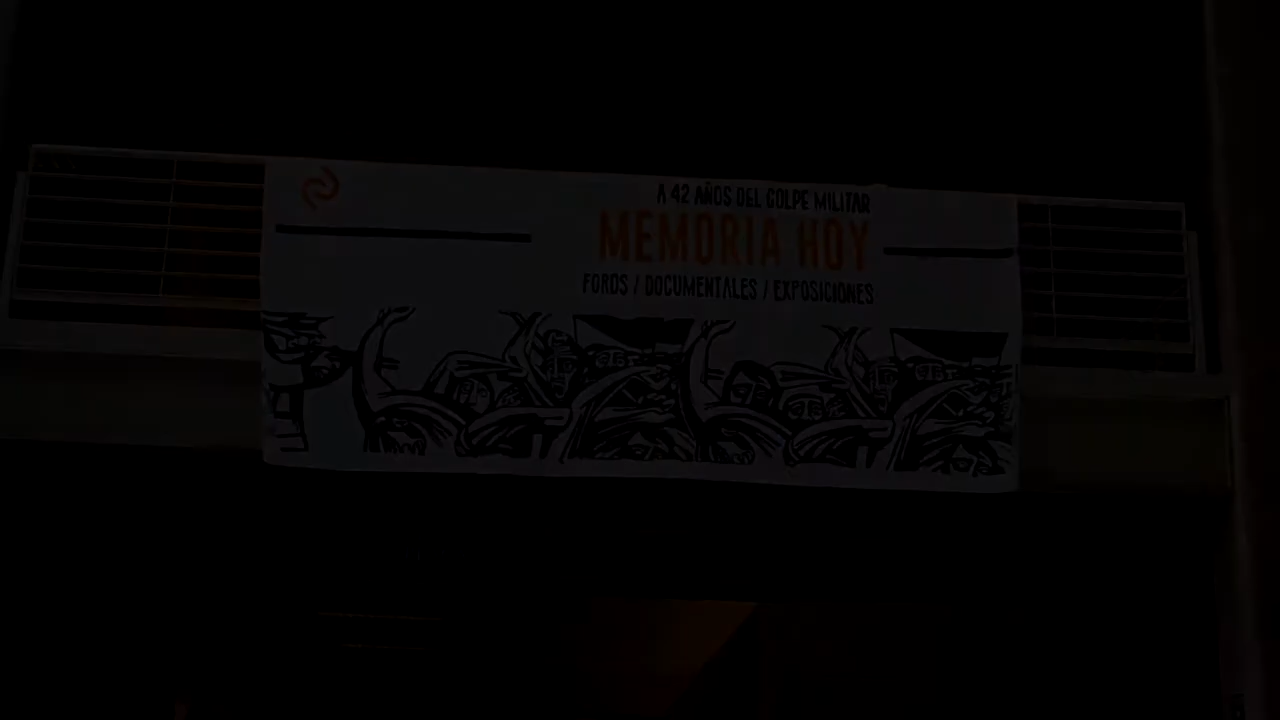 A 42 AÑOS DEL GOLPE MILITAR
MEMORIA HOY
FOROS / DOCUMENTALES / EXPOSICIONES